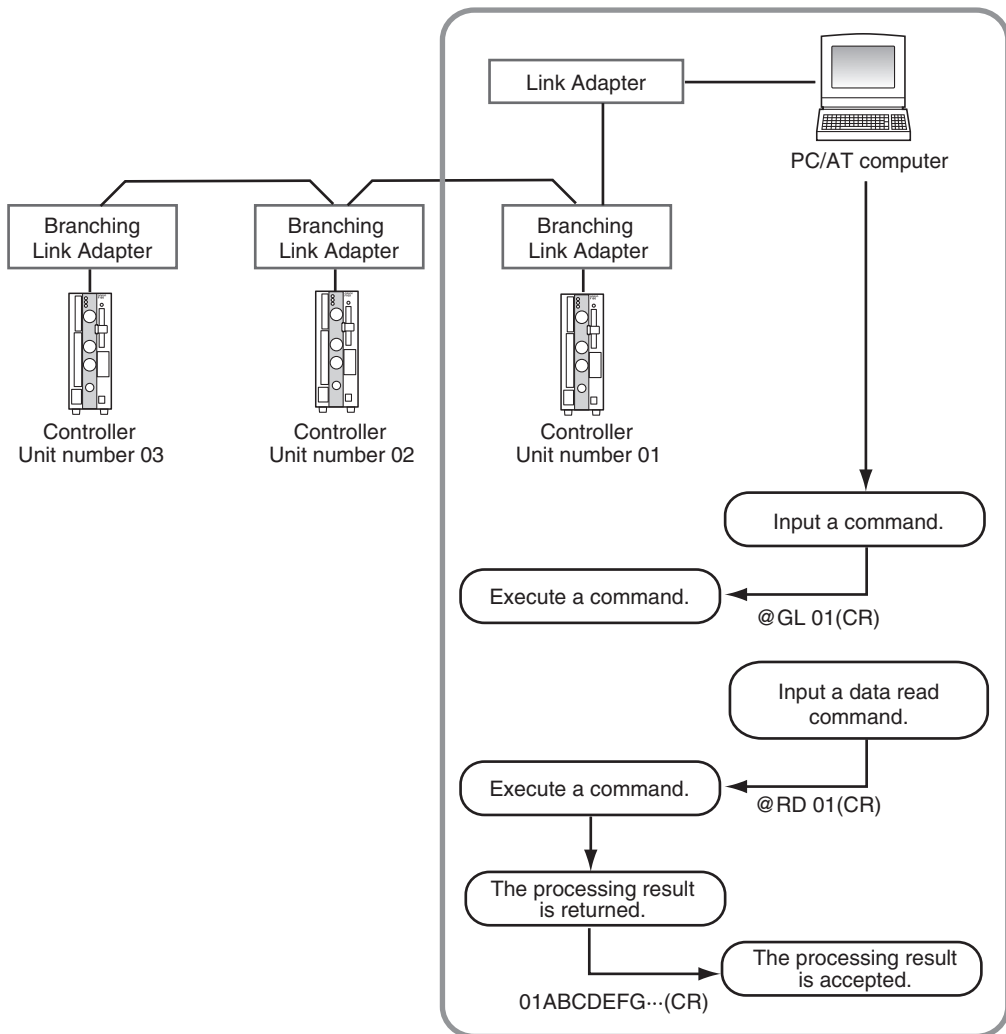 Link Adapter
PC/AT computer
Branching
Link Adapter
Branching
Link Adapter
Branching
Link Adapter
Controller
Unit number 03
Controller
Unit number 02
Controller
Unit number 01
Input a command.
Execute a command.
@GL 01(CR)
Input a data read
command.
Execute a command.
@RD 01(CR)
The processing result
is returned.
The processing result
is accepted.
01ABCDEFG···(CR)